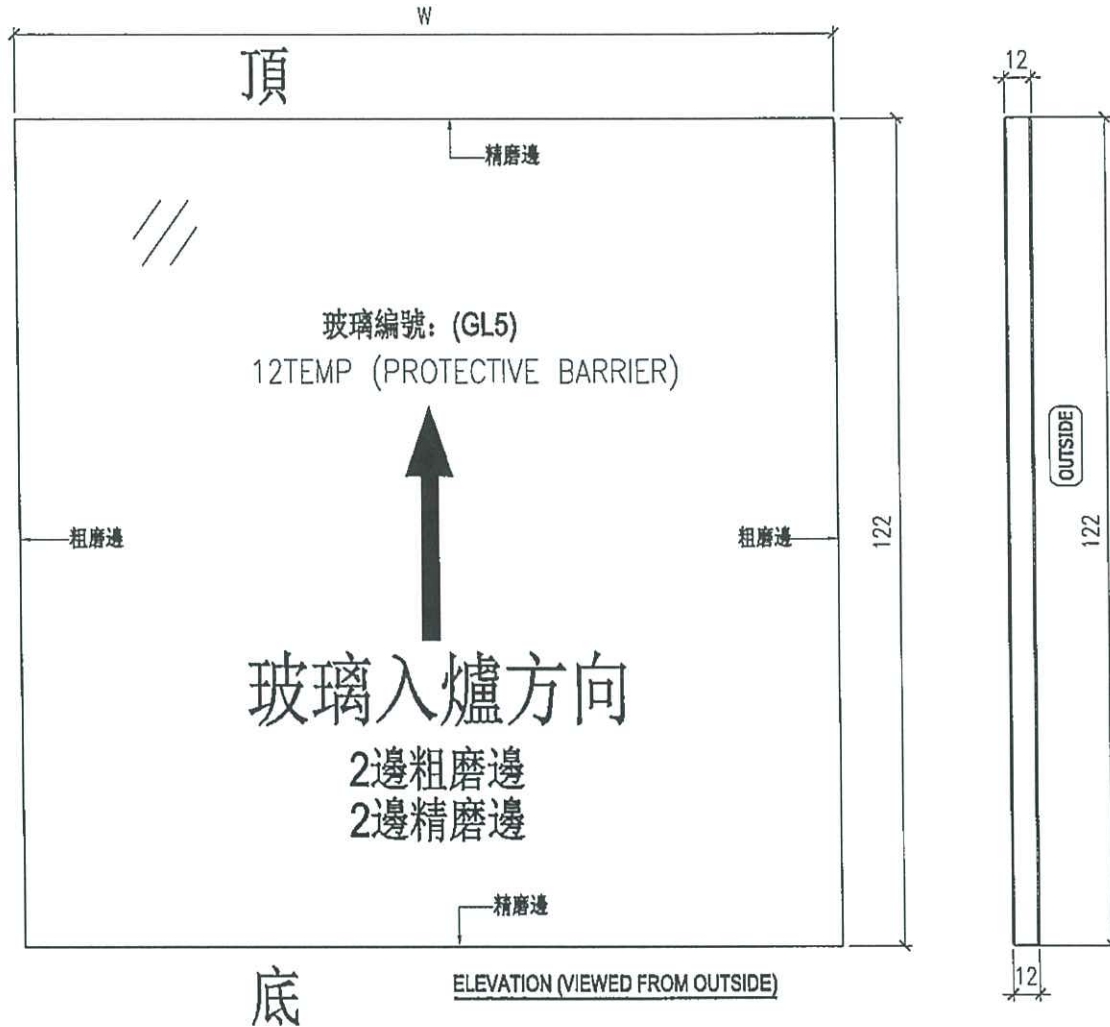 W
頂
12
精磨邊
玻璃編號：(GL5)
12TEMP (PROTECTIVE BARRIER)
OUTSIDE
粗磨邊
粗磨邊
122
122
玻璃入爐方向
2邊粗磨邊
2邊精磨邊
精磨邊
底
ELEVATION (VIEWED FROM OUTSIDE)
12